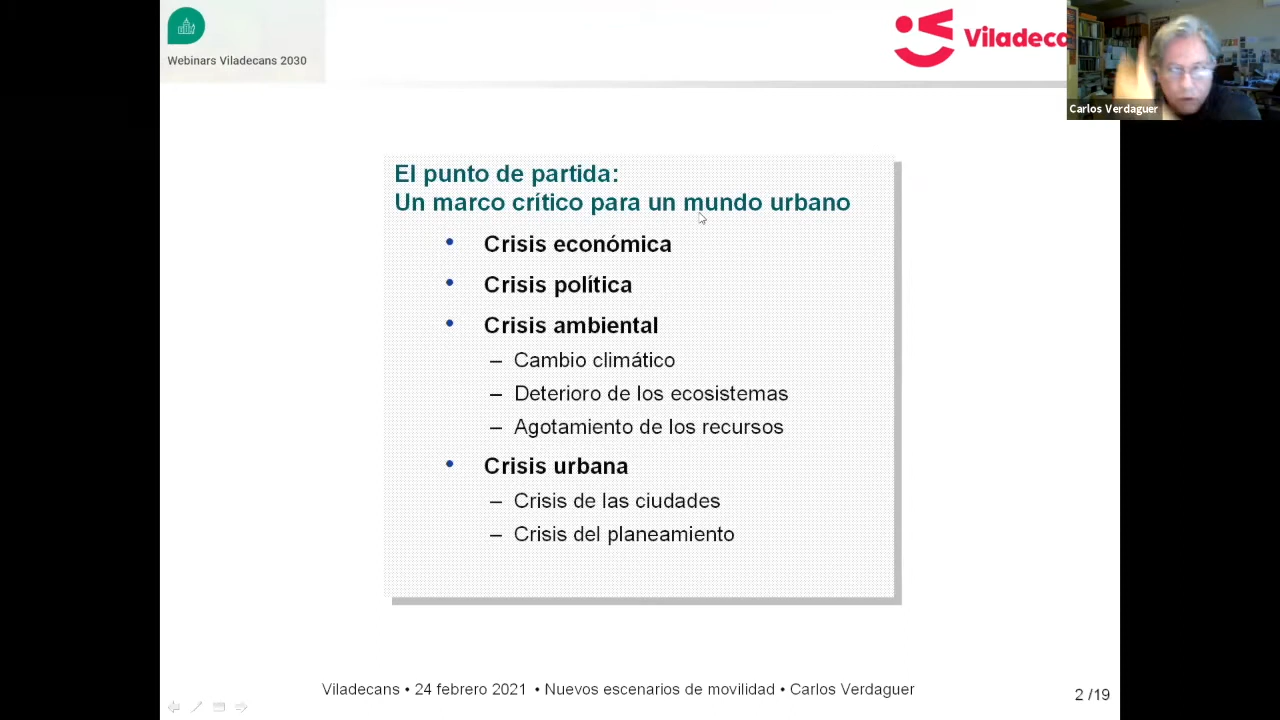 Webinars Viladecans 2030
Viladeca
Carlos Verdaguer
El punto de partida:
Un marco crítico para un mundo urbano
• Crisis económica
• Crisis política
• Crisis ambiental
– Cambio climático
– Deterioro de los ecosistemas
– Agotamiento de los recursos
• Crisis urbana
– Crisis de las ciudades
– Crisis del planeamiento
Viladecans • 24 febrero 2021 • Nuevos escenarios de movilidad • Carlos Verdaguer
2 /19